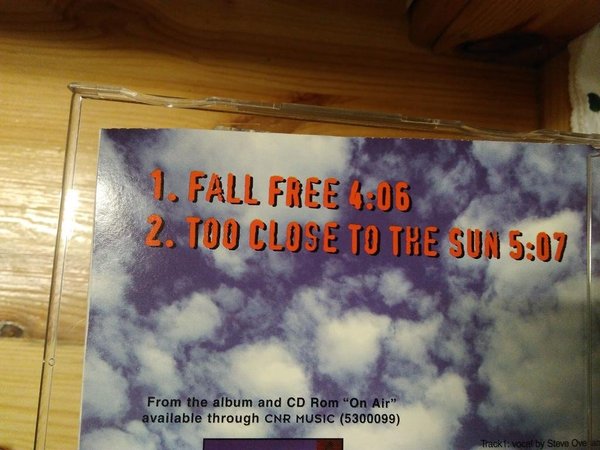 1. FALL FREE 4:06
2. TOO CLOSE TO THE SUN 5:07
From the album and CD Rom "On Air"
available through CNR MUSIC (5300099)
Track1: vocal by Steve Ove